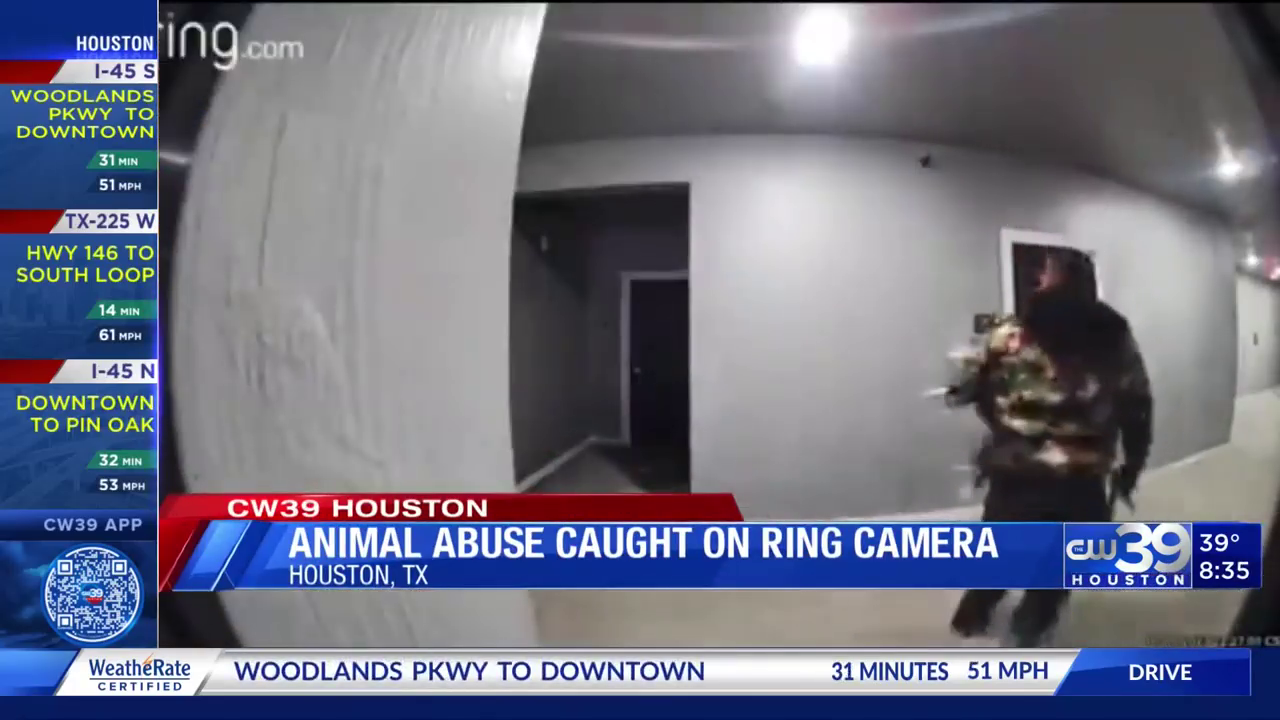 HOUSTON
I-45 S
WOODLANDS
PKWY TO
DOWNTOWN
31 MIN
51 MPH
TX-225 W
HWY 146 TO
SOUTH LOOP
14 MIN
61 MPH
I-45 N
DOWNTOWN
TO PIN OAK
32 MIN
53 MPH
CW39 APP
ring.com
CW39 HOUSTON
ANIMAL ABUSE CAUGHT ON RING CAMERA
HOUSTON, TX
THE CW 39
HOUSTON
39°
8:35
WeatheRate
CERTIFIED
WOODLANDS PKWY TO DOWNTOWN 31 MINUTES 51 MPH DRIVE